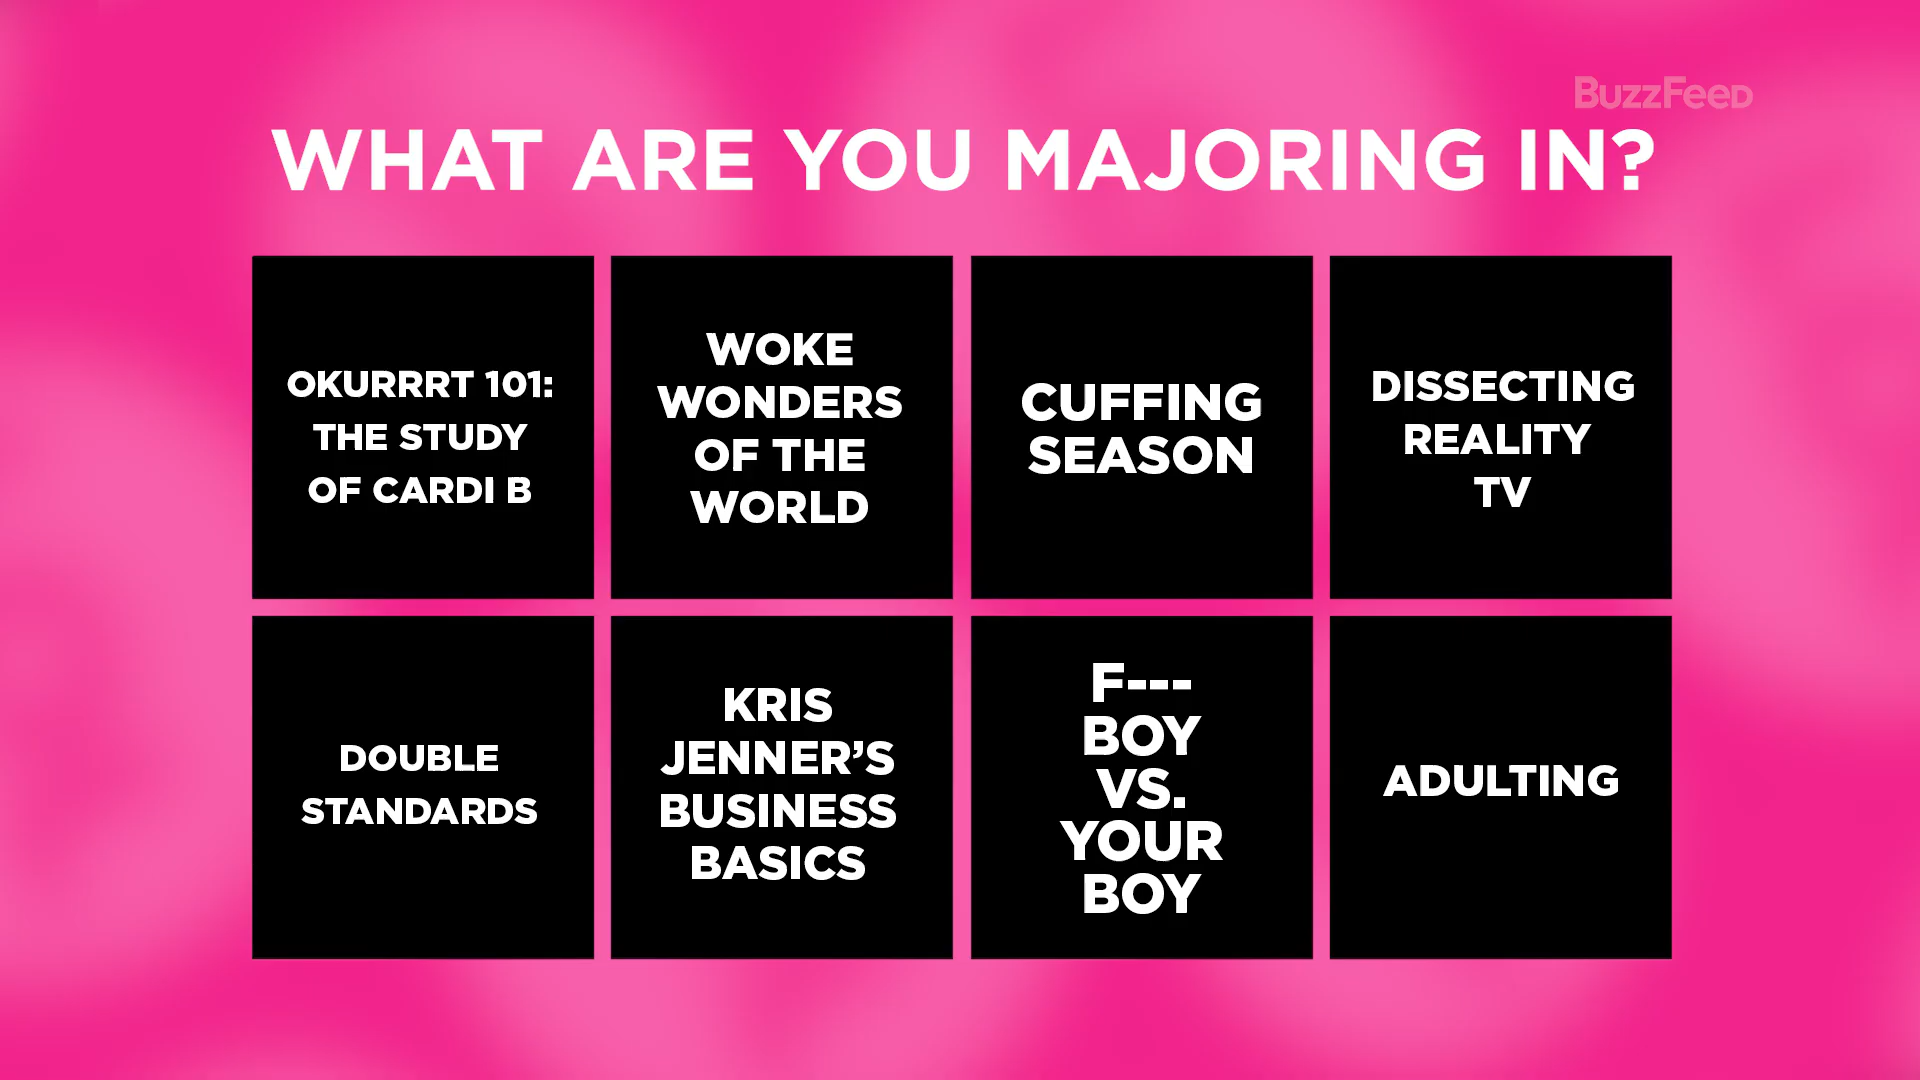 BuzzFeed
WHAT ARE YOU MAJORING IN?
OKURRRT 101:
THE STUDY
OF CARDI B
WOKE
WONDERS
OF THE
WORLD
CUFFING
SEASON
DISSECTING
REALITY
TV
DOUBLE
STANDARDS
KRIS
JENNER’S
BUSINESS
BASICS
F---
BOY
VS.
YOUR
BOY
ADULTING